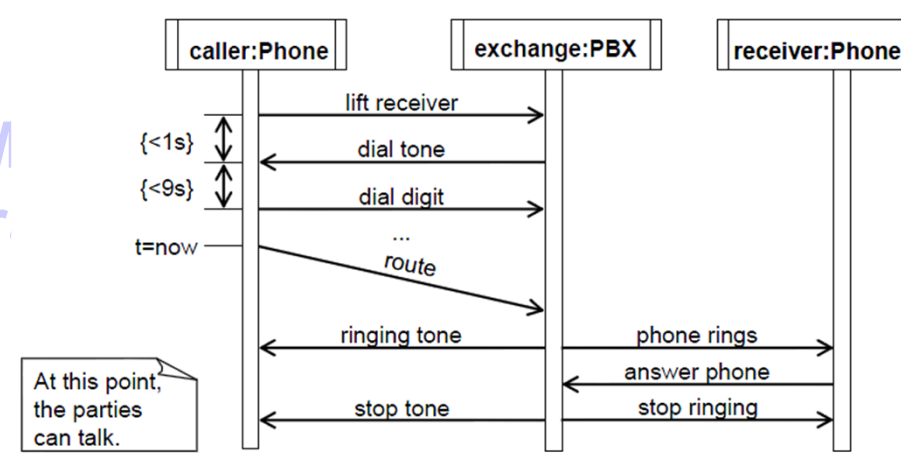 caller:Phone
exchange:PBX
receiver:Phone
lift receiver
{<1s}
dial tone
{<9s}
dial digit
...
t=now
route
ringing tone
phone rings
At this point,
the parties
can talk.
answer phone
stop tone
stop ringing